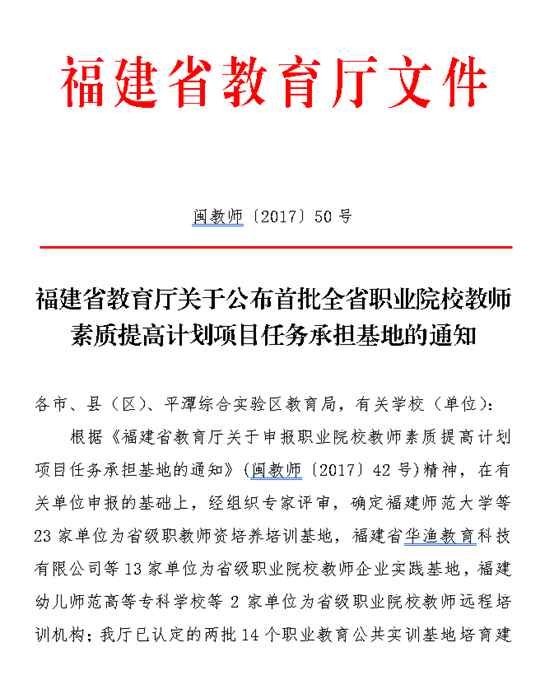 福建省教育厅文件
闽教师〔2017〕50 号
福建省教育厅关于公布首批全省职业院校教师
素质提高计划项目任务承担基地的通知
各市、县（区）、平潭综合实验区教育局，有关学校（单位）：
根据《福建省教育厅关于申报职业院校教师素质提高计划
项目任务承担基地的通知》(闽教师〔2017〕42 号)精神，在有
关单位申报的基础上，经组织专家评审，确定福建师范大学等
23 家单位为省级职教师资培养培训基地，福建省华渔教育科技
有限公司等 13 家单位为省级职业院校教师企业实践基地，福建
幼儿师范高等专科学校等 2 家单位为省级职业院校教师远程培
训机构；我厅已认定的两批 14 个职业教育公共实训基地培育建